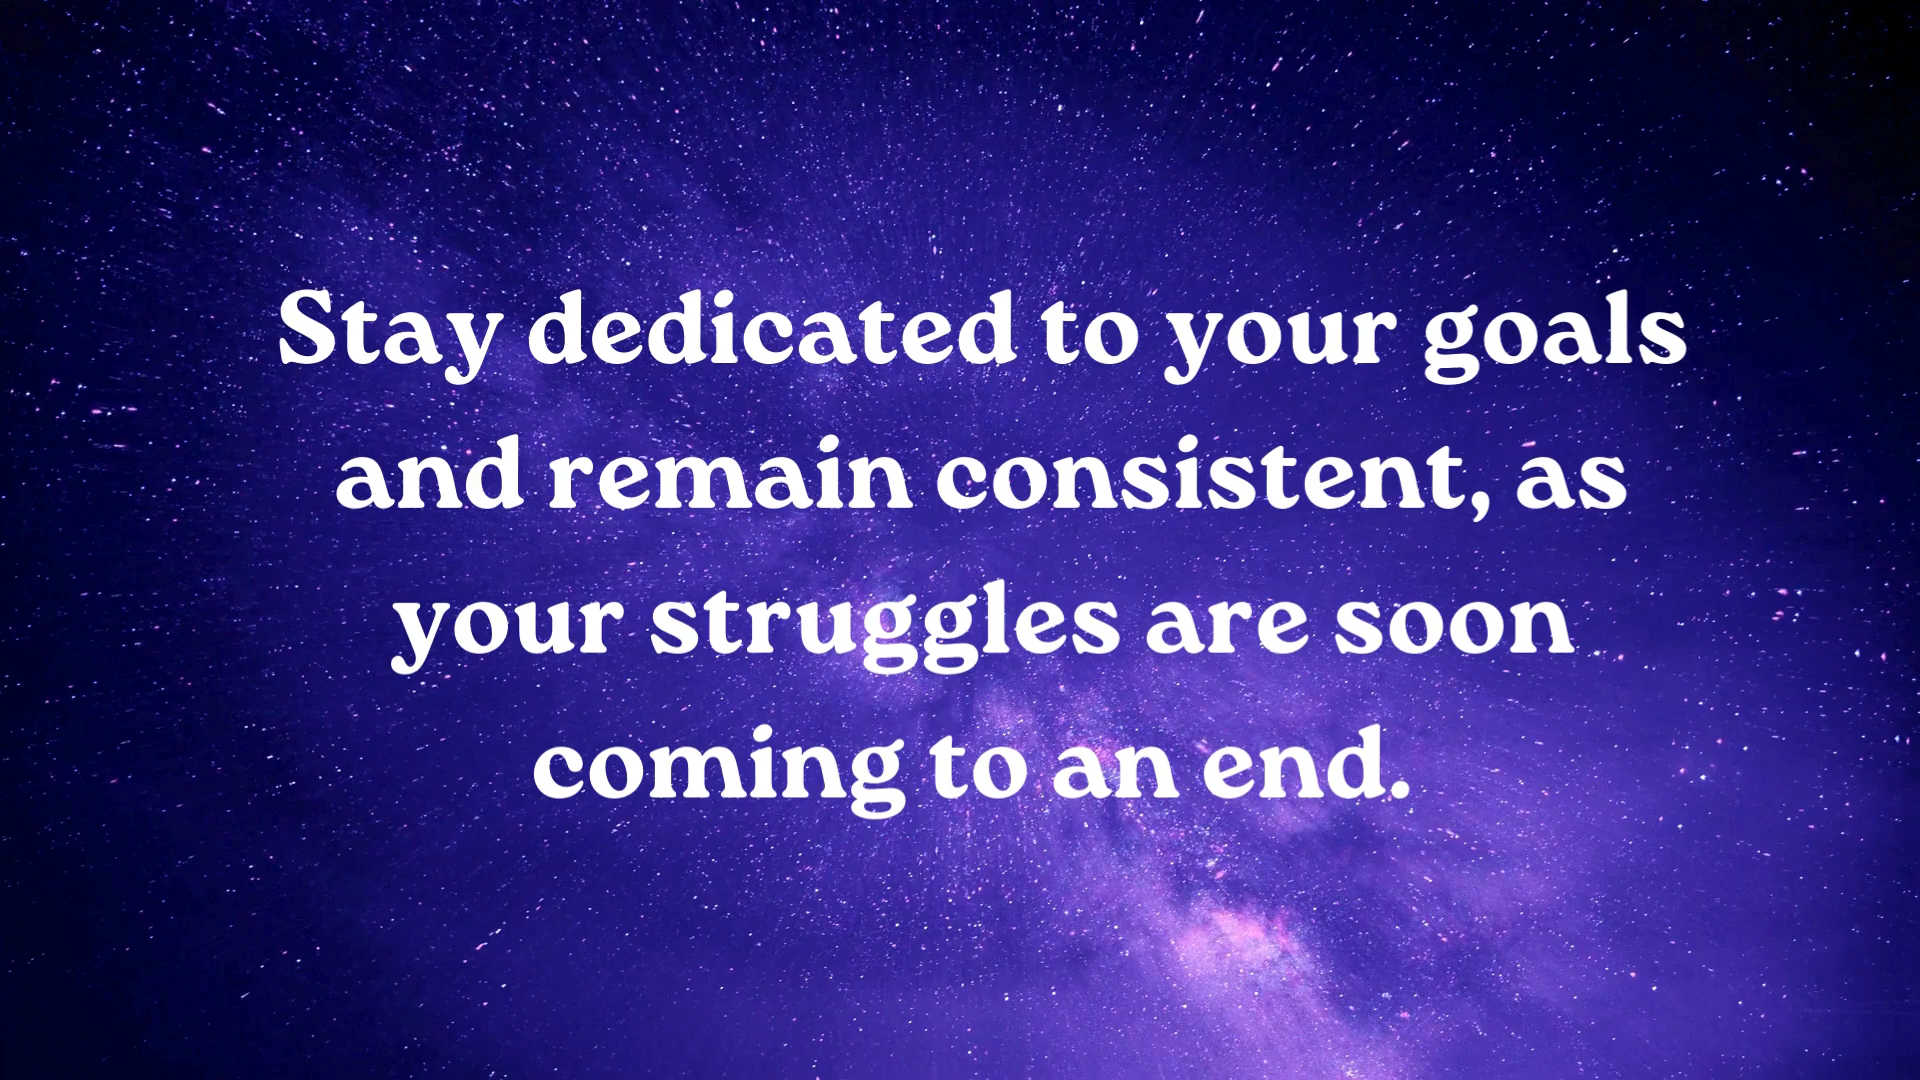 Stay dedicated to your goals
and remain consistent, as
your struggles are soon
coming to an end.